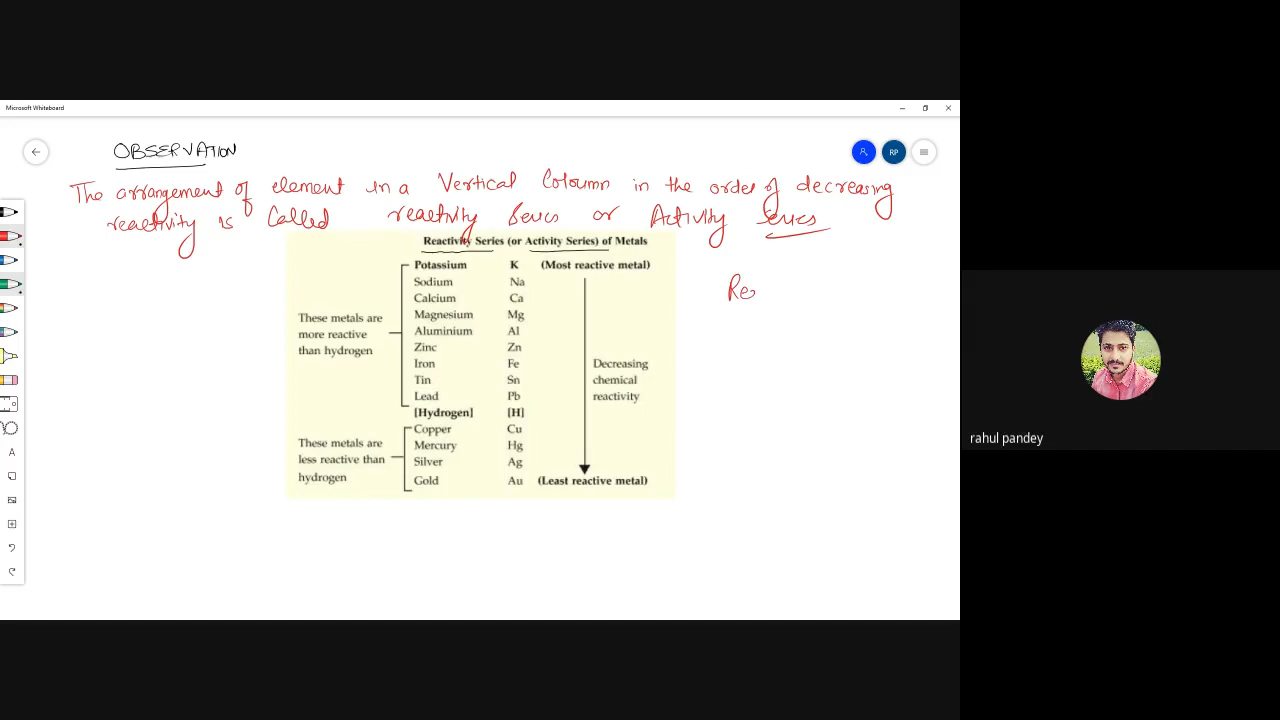 Microsoft Whiteboard
OBSERVATION
RP
The arrangement of element in a Vertical Coloumn in the order of decreasing
reactivity is Called reactivity Series or Activity series
Reactivity Series (or Activity Series) of Metals
Potassium K (Most reactive metal)
Sodium Na
Calcium Ca
Re
Magnesium Mg
These metals are
more reactive
than hydrogen
Aluminium Al
Zinc Zn
Iron Fe
Decreasing
chemical
reactivity
Tin Sn
Lead Pb
[Hydrogen] [H]
Copper Cu
These metals are
less reactive than
hydrogen
Mercury Hg
Silver Ag
Gold Au (Least reactive metal)
rahul pandey
A